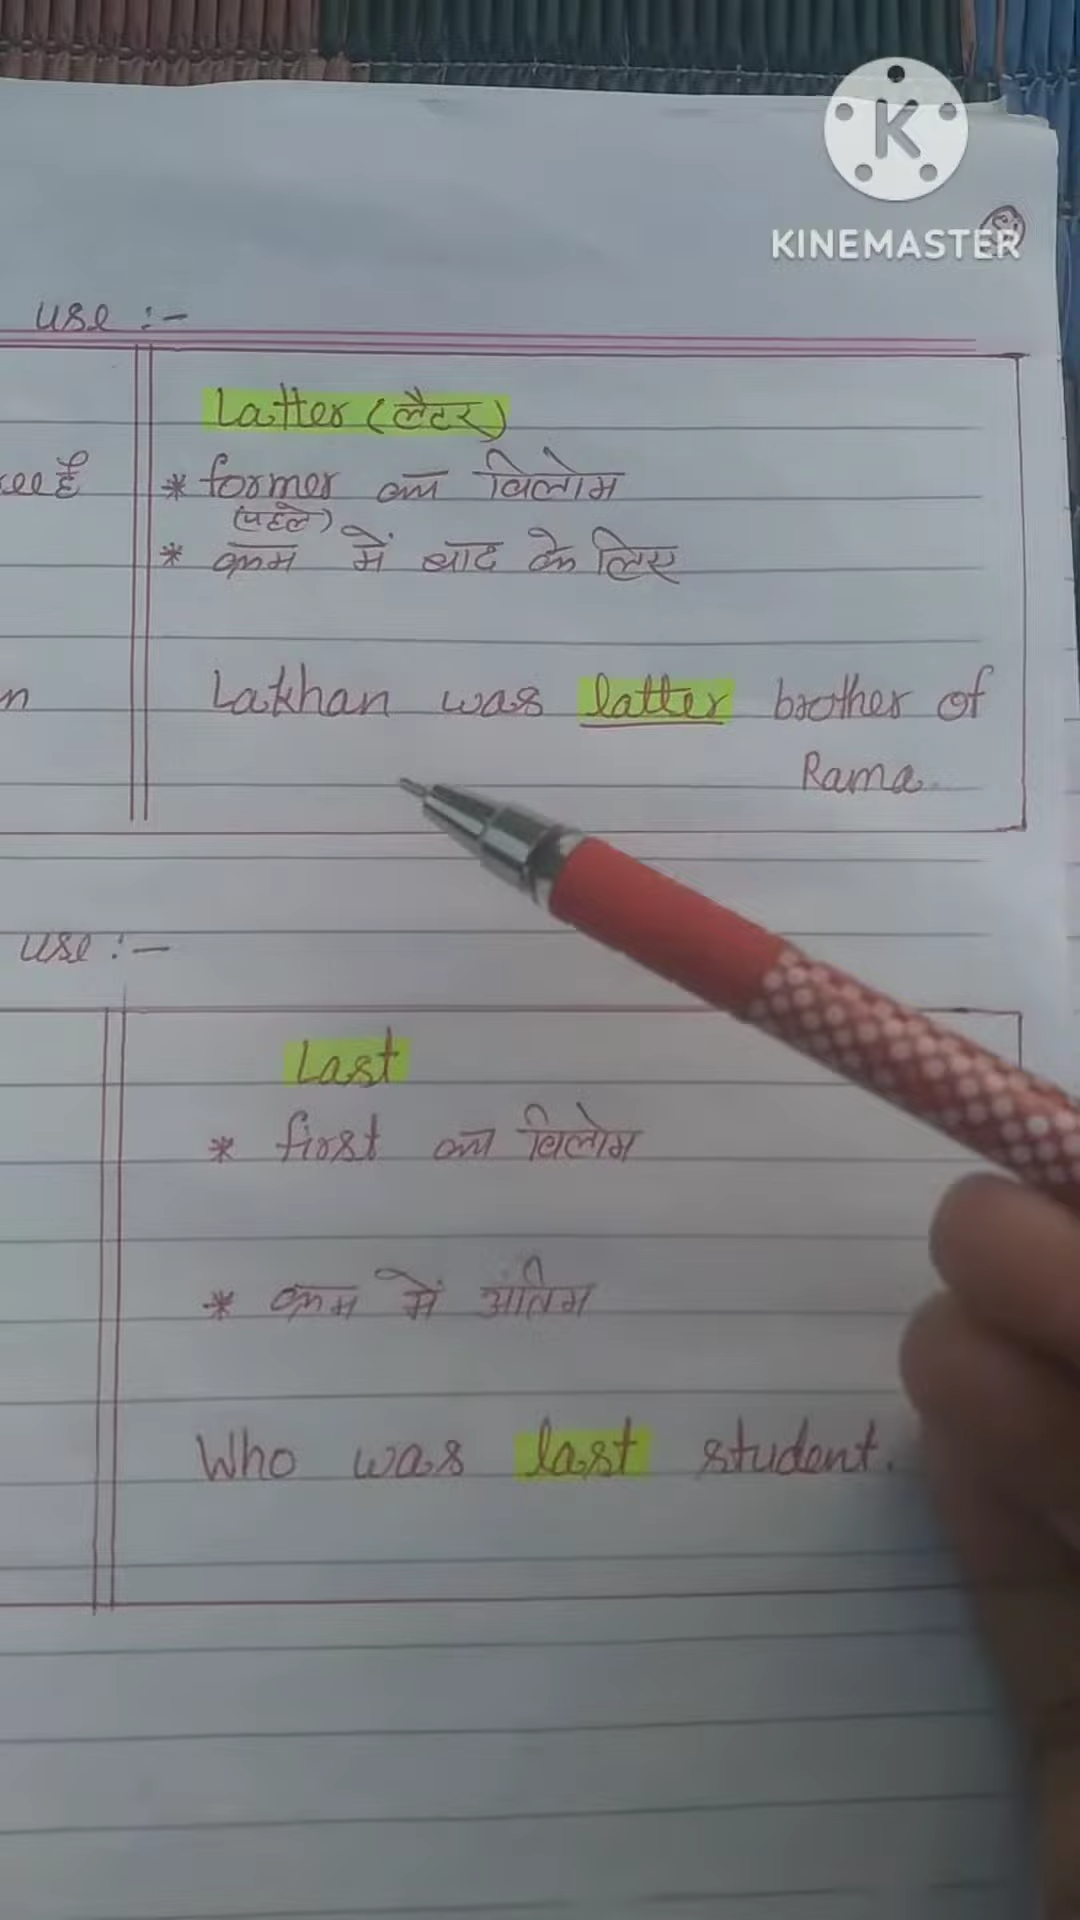 KINEMASTER
use :-
Latter (लैटर)
* former का विलोम
(पहले)
* क्रम में बाद के लिए
n
Lakhan was latter brother of
Rama.
use :-
Last
* first का विलोम
* क्रम में अंतिम
Who was last student.